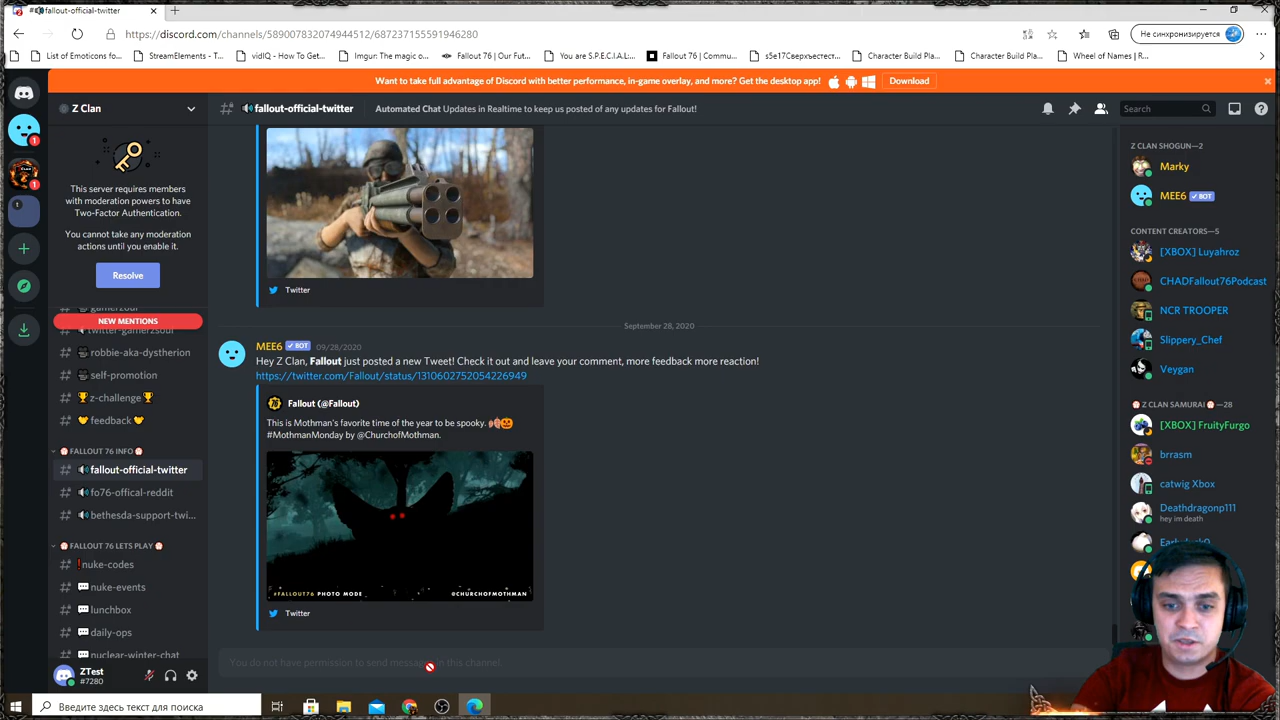 #🔊fallout-official-twitter
https://discord.com/channels/589007832074944512/687237155591946280
Не синхронизируется
List of Emoticons fo...
StreamElements - T...
vidIQ - How To Get...
Imgur: The magic o...
Fallout 76 | Our Fut...
You are S.P.E.C.I.A.L:...
Fallout 76 | Commu...
s5e17Сверхъестест...
Character Build Pla...
Character Build Pla...
Wheel of Names | R...
Want to take full advantage of Discord with better performance, in-game overlay, and more? Get the desktop app!
Download
Z Clan
🔊fallout-official-twitter
Automated Chat Updates in Realtime to keep us posted of any updates for Fallout!
Search
This server requires members
with moderation powers to have
Two-Factor Authentication.
You cannot take any moderation
actions until you enable it.
Resolve
NEW MENTIONS
twitter-gamerzsoul
robbie-aka-dystherion
self-promotion
🏆z-challenge🏆
💛feedback💛
FALLOUT 76 INFO
🔊fallout-official-twitter
🔊fo76-offical-reddit
🔊bethesda-support-twi...
FALLOUT 76 LETS PLAY
❗nuke-codes
💬nuke-events
💬lunchbox
💬daily-ops
💬nuclear-winter-chat
ZTest
#7280
Twitter
September 28, 2020
MEE6 ✓ BOT 09/28/2020
Hey Z Clan, Fallout just posted a new Tweet! Check it out and leave your comment, more feedback more reaction!
https://twitter.com/Fallout/status/1310602752054226949
Fallout (@Fallout)
This is Mothman's favorite time of the year to be spooky. 🍂🎃
#MothmanMonday by @ChurchofMothman.
#FALLOUT76 PHOTO MODE
@CHURCHOFMOTHMAN
Twitter
You do not have permission to send messages in this channel.
Z CLAN SHOGUN—2
Marky
MEE6 ✓ BOT
CONTENT CREATORS—5
[XBOX] Luyahroz
CHADFallout76Podcast
NCR TROOPER
Slippery_Chef
Veygan
Z CLAN SAMURAI—28
[XBOX] FruityFurgo
brrasm
catwig Xbox
Deathdragonp111
hey im death
Введите здесь текст для поиска